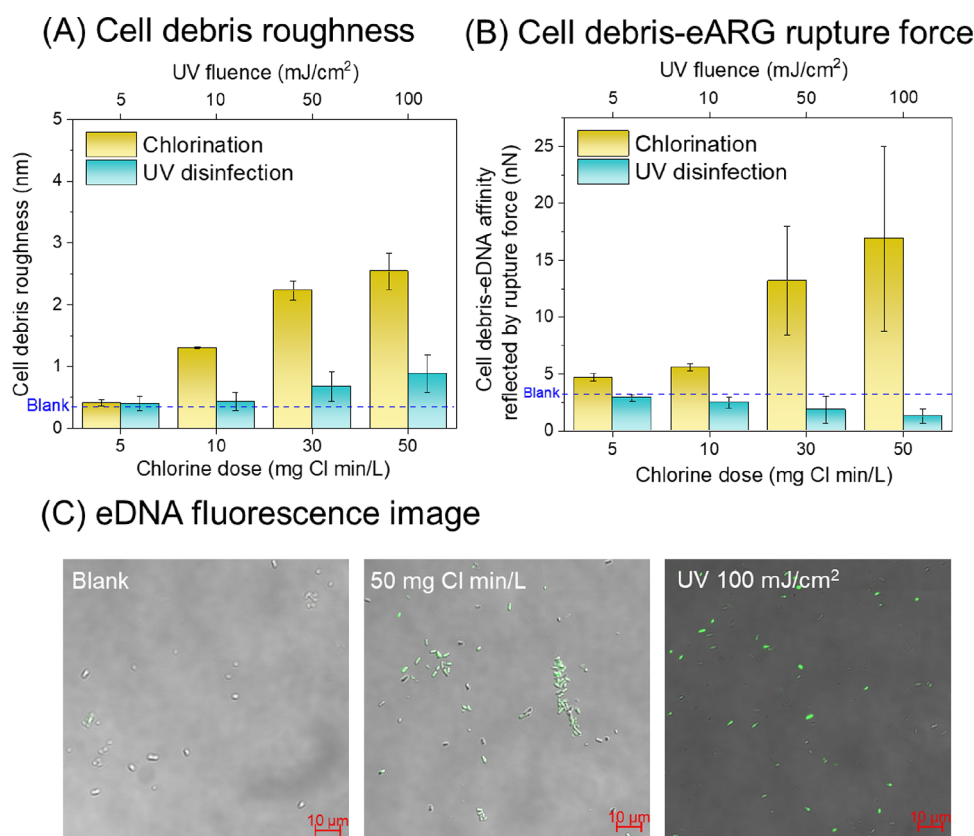 (A) Cell debris roughness
UV fluence (mJ/cm²)
5 10 50 100
Cell debris roughness (nm)
5
4
3
2
1
0
Blank
Chlorination
UV disinfection
5 10 30 50
Chlorine dose (mg Cl min/L)
(B) Cell debris-eARG rupture force
UV fluence (mJ/cm²)
5 10 50 100
Cell debris-eDNA affinity
reflected by rupture force (nN)
25
20
15
10
5
0
Blank
Chlorination
UV disinfection
5 10 30 50
Chlorine dose (mg Cl min/L)
(C) eDNA fluorescence image
Blank
10 μm
50 mg Cl min/L
10 μm
UV 100 mJ/cm²
10 μm